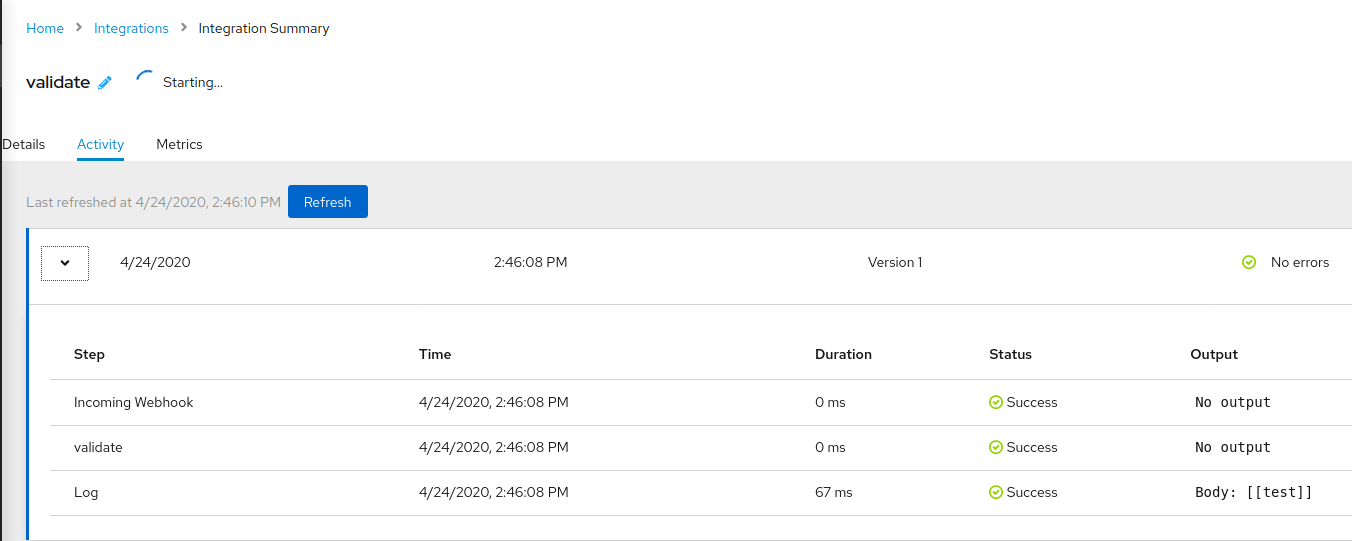 Home > Integrations > Integration Summary
validate Starting...
Details Activity Metrics
Last refreshed at 4/24/2020, 2:46:10 PM Refresh
4/24/2020 2:46:08 PM Version 1 No errors
Step Time Duration Status Output
Incoming Webhook 4/24/2020, 2:46:08 PM 0 ms Success No output
validate 4/24/2020, 2:46:08 PM 0 ms Success No output
Log 4/24/2020, 2:46:08 PM 67 ms Success Body: [[test]]